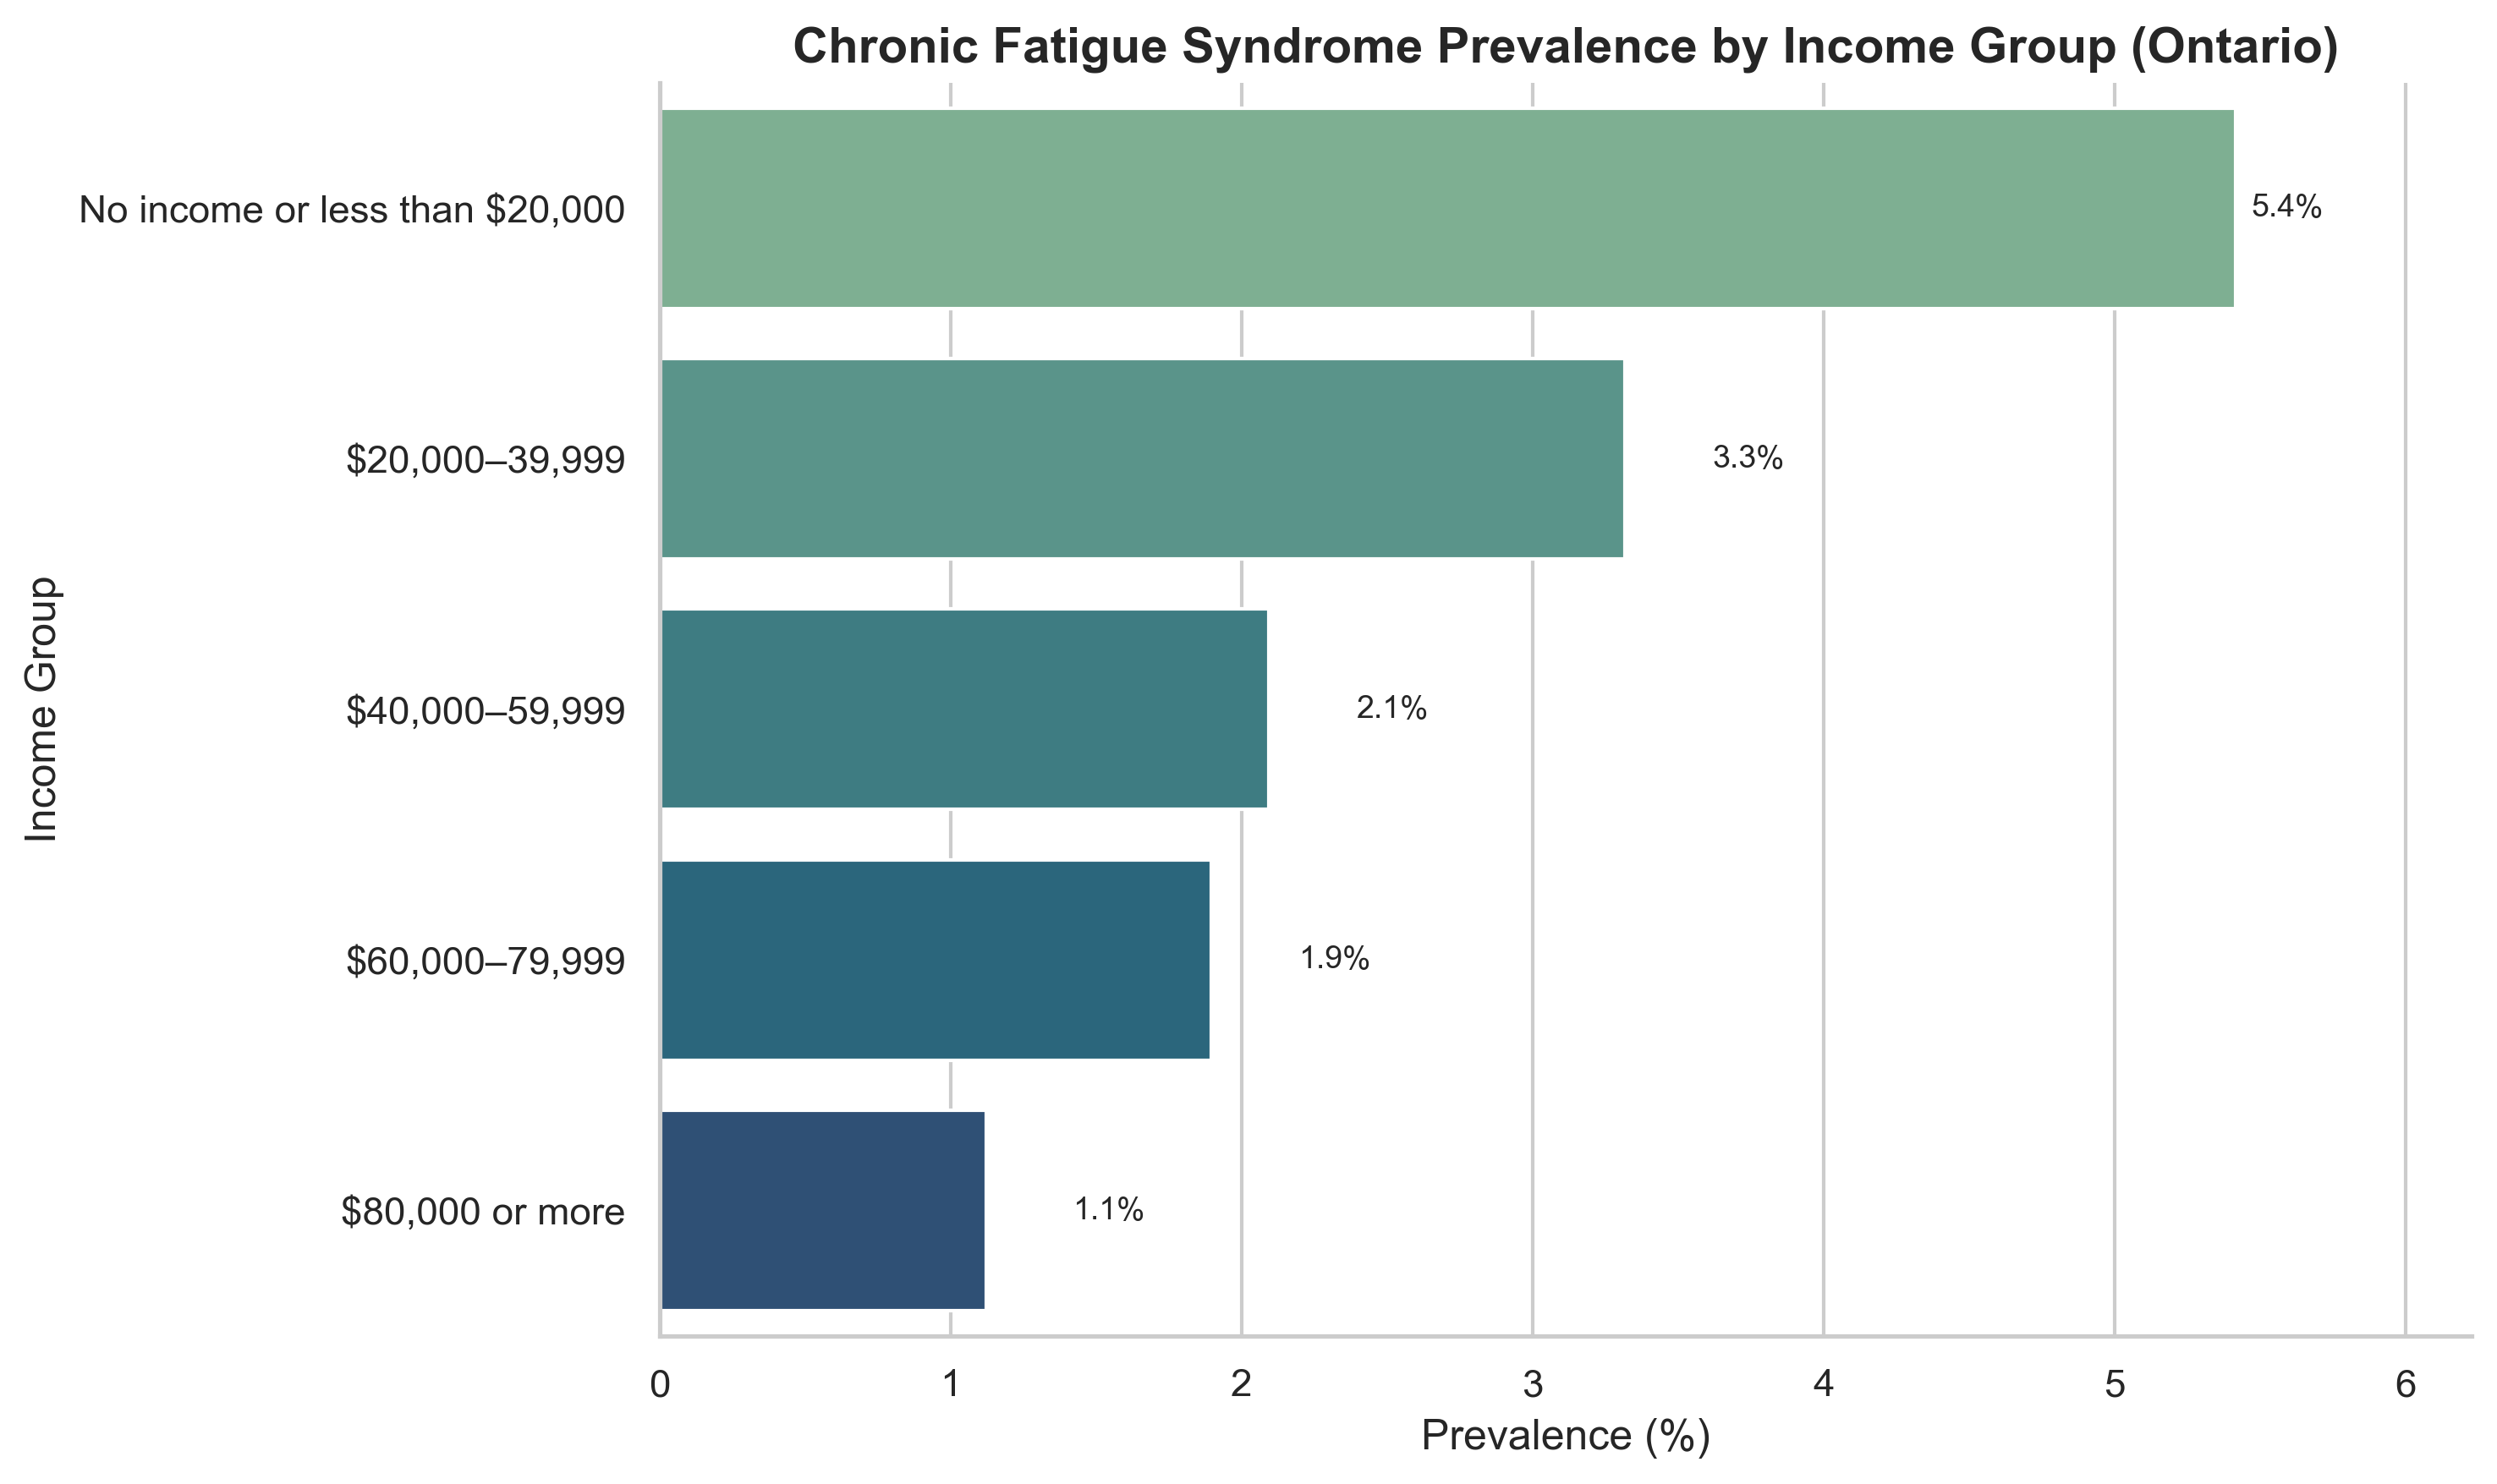 Chronic Fatigue Syndrome Prevalence by Income Group (Ontario)
No income or less than $20,000
5.4%
$20,000–39,999
3.3%
Income Group
$40,000–59,999
2.1%
$60,000–79,999
1.9%
$80,000 or more
1.1%
0 1 2 3 4 5 6
Prevalence (%)